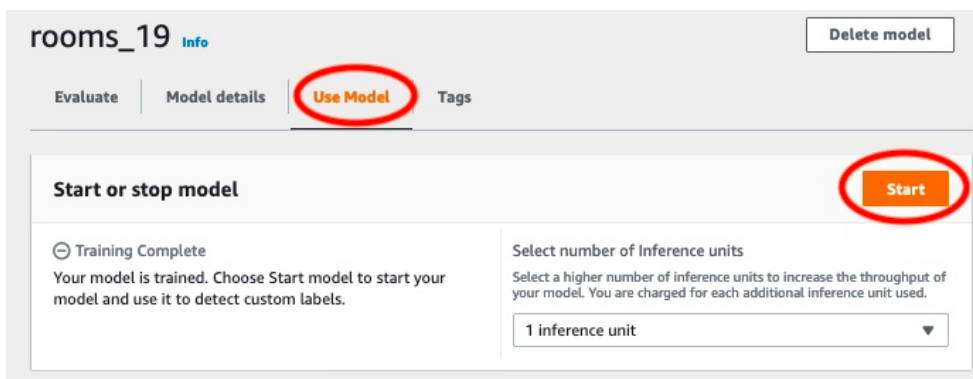 rooms_19 Info
Delete model
Evaluate
Model details
Use Model
Tags
Start or stop model
Start
Training Complete
Your model is trained. Choose Start model to start your
model and use it to detect custom labels.
Select number of Inference units
Select a higher number of inference units to increase the throughput of
your model. You are charged for each additional inference unit used.
1 inference unit